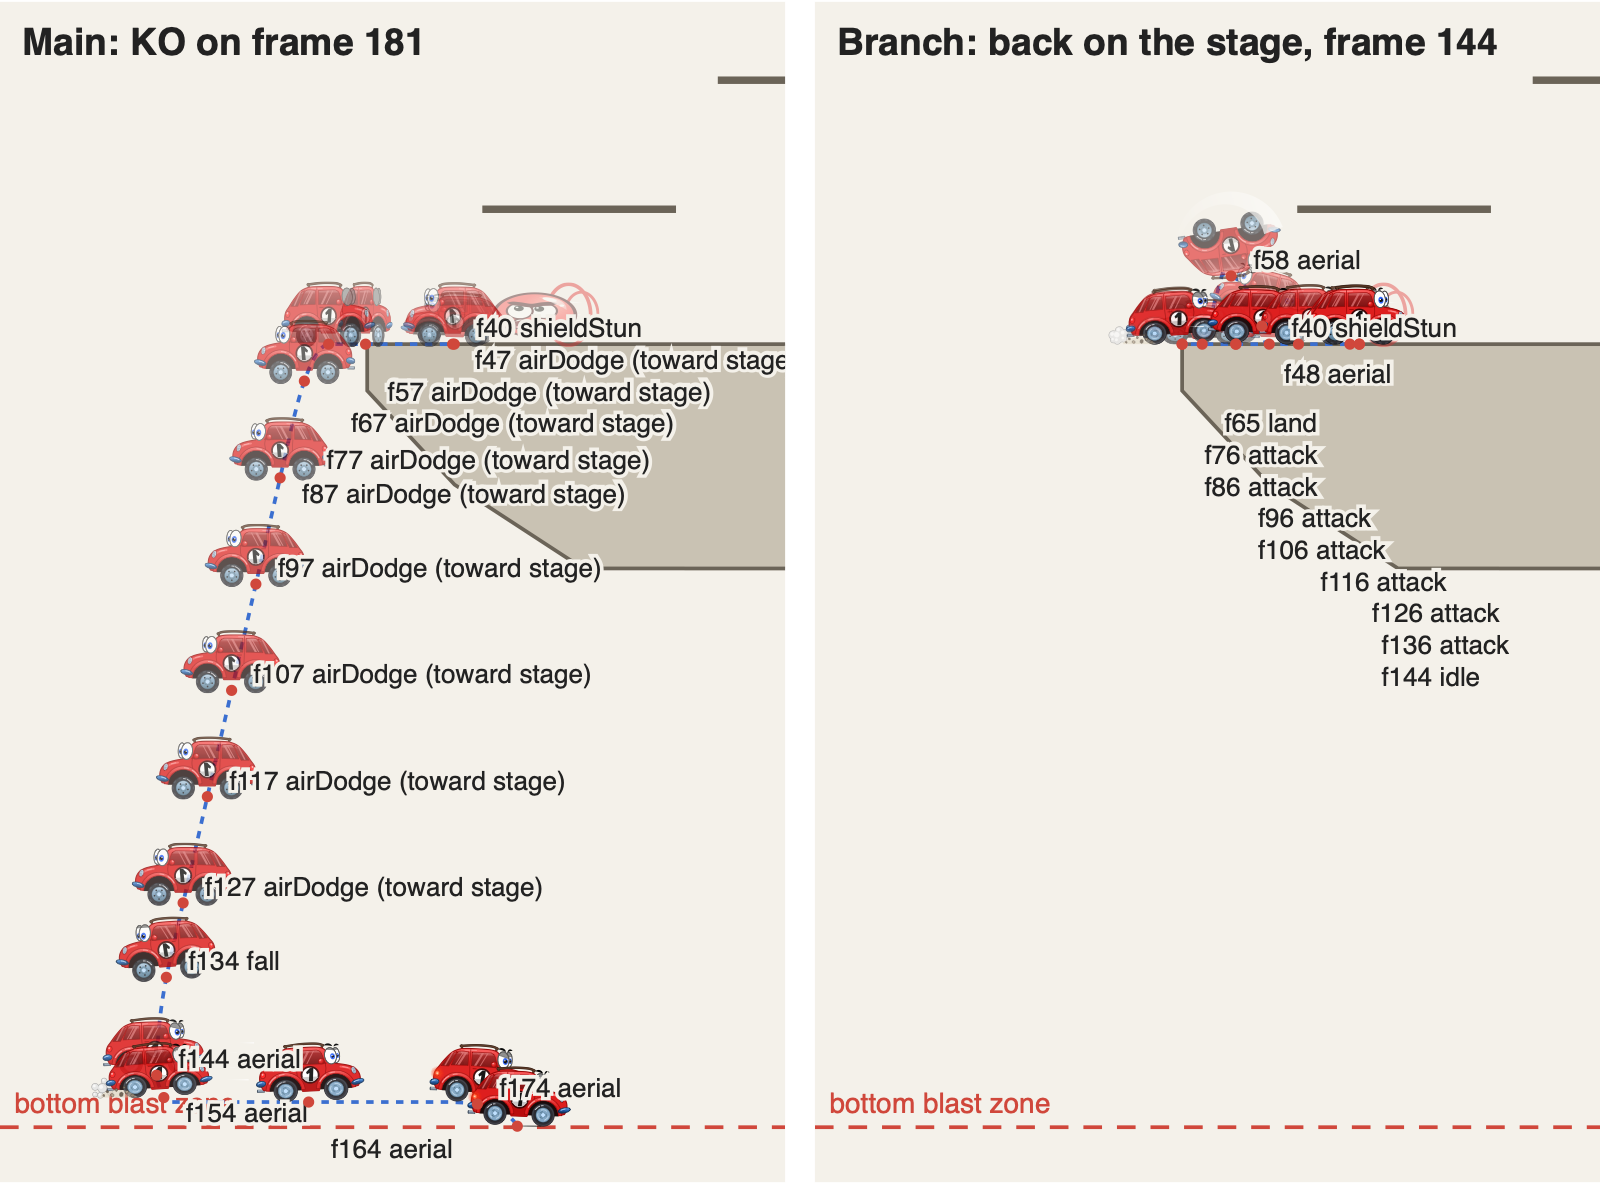 Main: KO on frame 181
f40 shieldStun
f47 airDodge (toward stage
f57 airDodge (toward stage)
f67 airDodge (toward stage)
f77 airDodge (toward stage)
f87 airDodge (toward stage)
f97 airDodge (toward stage)
f107 airDodge (toward stage)
f117 airDodge (toward stage)
f127 airDodge (toward stage)
f134 fall
f144 aerial
f174 aerial
bottom blast zone
f154 aerial
f164 aerial
Branch: back on the stage, frame 144
f58 aerial
f40 shieldStun
f48 aerial
f65 land
f76 attack
f86 attack
f96 attack
f106 attack
f116 attack
f126 attack
f136 attack
f144 idle
bottom blast zone